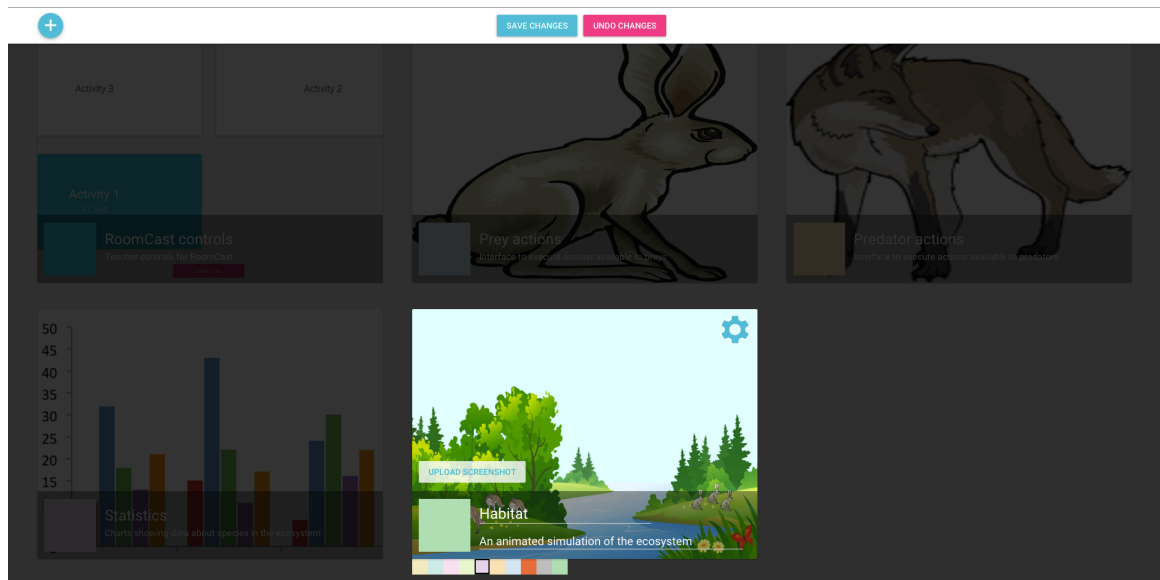 SAVE CHANGES
UNDO CHANGES
Activity 3
Activity 2
Activity 1
RoomCast controls
Teacher controls for RoomCast
Prey actions
Interface to execute actions available to preys
Predator actions
Interface to execute actions available to predators
50
45
40
35
30
25
20
15
Statistics
Charts showing data about species in the ecosystem
UPLOAD SCREENSHOT
Habitat
An animated simulation of the ecosystem